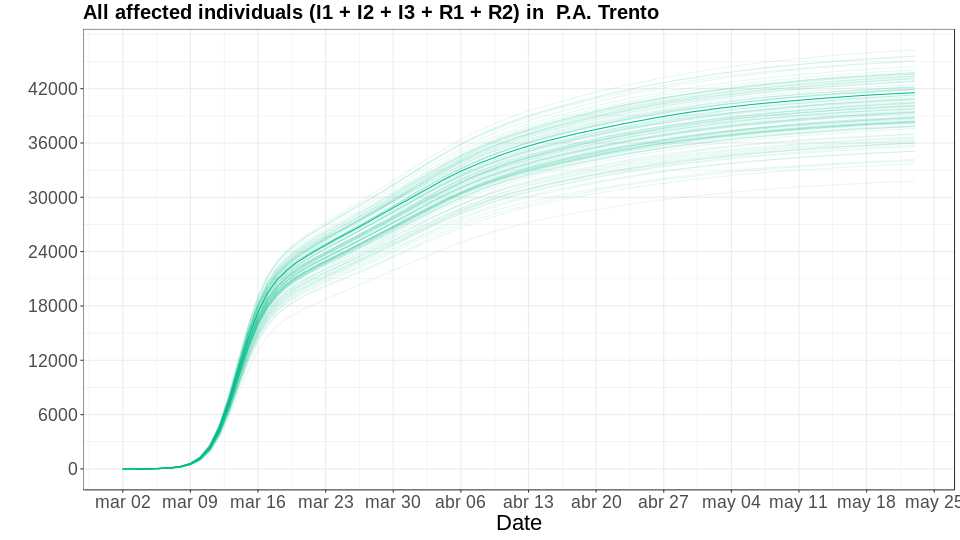 All affected individuals (I1 + I2 + I3 + R1 + R2) in  P.A. Trento
42000
36000
30000
24000
18000
12000
6000
0
mar 02 mar 09 mar 16 mar 23 mar 30 abr 06 abr 13 abr 20 abr 27 may 04 may 11 may 18 may 25
Date